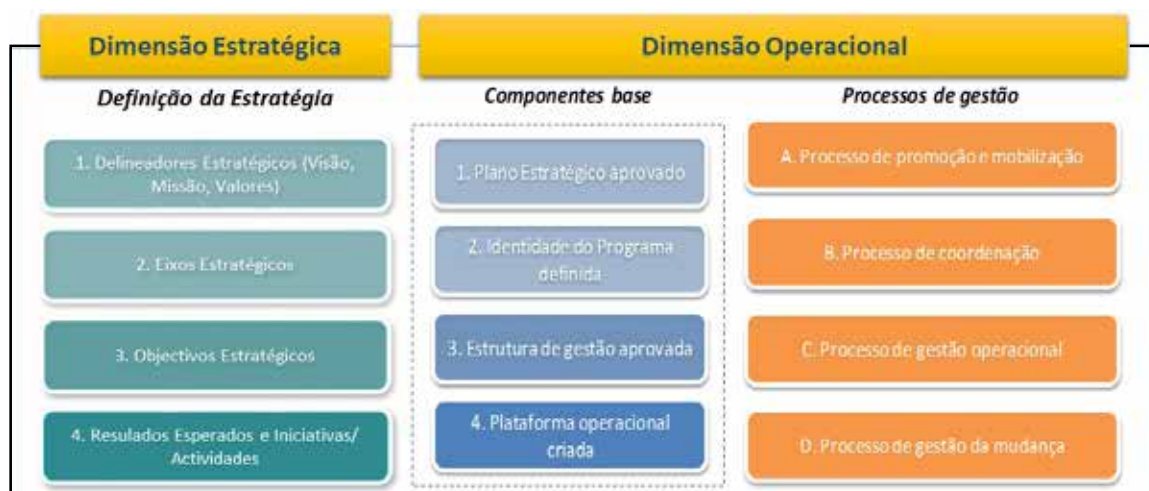 Dimensão Estratégica
Dimensão Operacional
Definição da Estratégia
Componentes base
Processos de gestão
1. Delineadores Estratégicos (Visão,
Missão, Valores)
2. Eixos Estratégicos
3. Objectivos Estratégicos
4. Resulados Esperados e Iniciativas/
Actividades
1. Plano Estratégico aprovado
2. Identidade do Programa
definida
3. Estrutura de gestão aprovada
4. Plataforma operacional
criada
A. Processo de promoção e mobilização
B. Processo de coordenação
C. Processo de gestão operacional
D. Processo de gestão da mudança